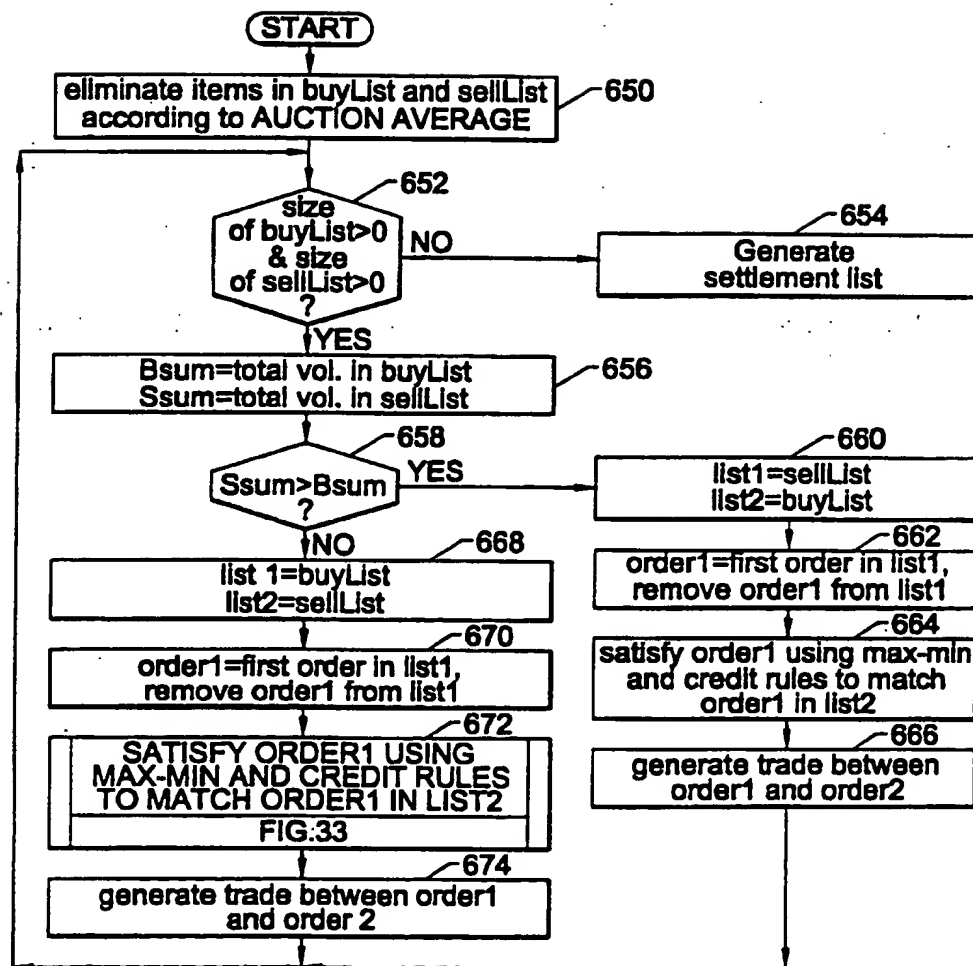 START
eliminate items in buyList and sellList
according to AUCTION AVERAGE
650
652
size
of buyList>0
& size
of sellList>0
?
NO
654
Generate
settlement list
YES
Bsum=total vol. in buyList
Ssum=total vol. in sellList
656
658
Ssum>Bsum
?
YES
660
list1=sellList
list2=buyList
NO
668
list 1=buyList
list2=sellList
662
order1=first order in list1,
remove order1 from list1
670
order1=first order in list1,
remove order1 from list1
664
satisfy order1 using max-min
and credit rules to match
order1 in list2
672
SATISFY ORDER1 USING
MAX-MIN AND CREDIT RULES
TO MATCH ORDER1 IN LIST2
FIG.33
666
generate trade between
order1 and order2
674
generate trade between order1
and order 2